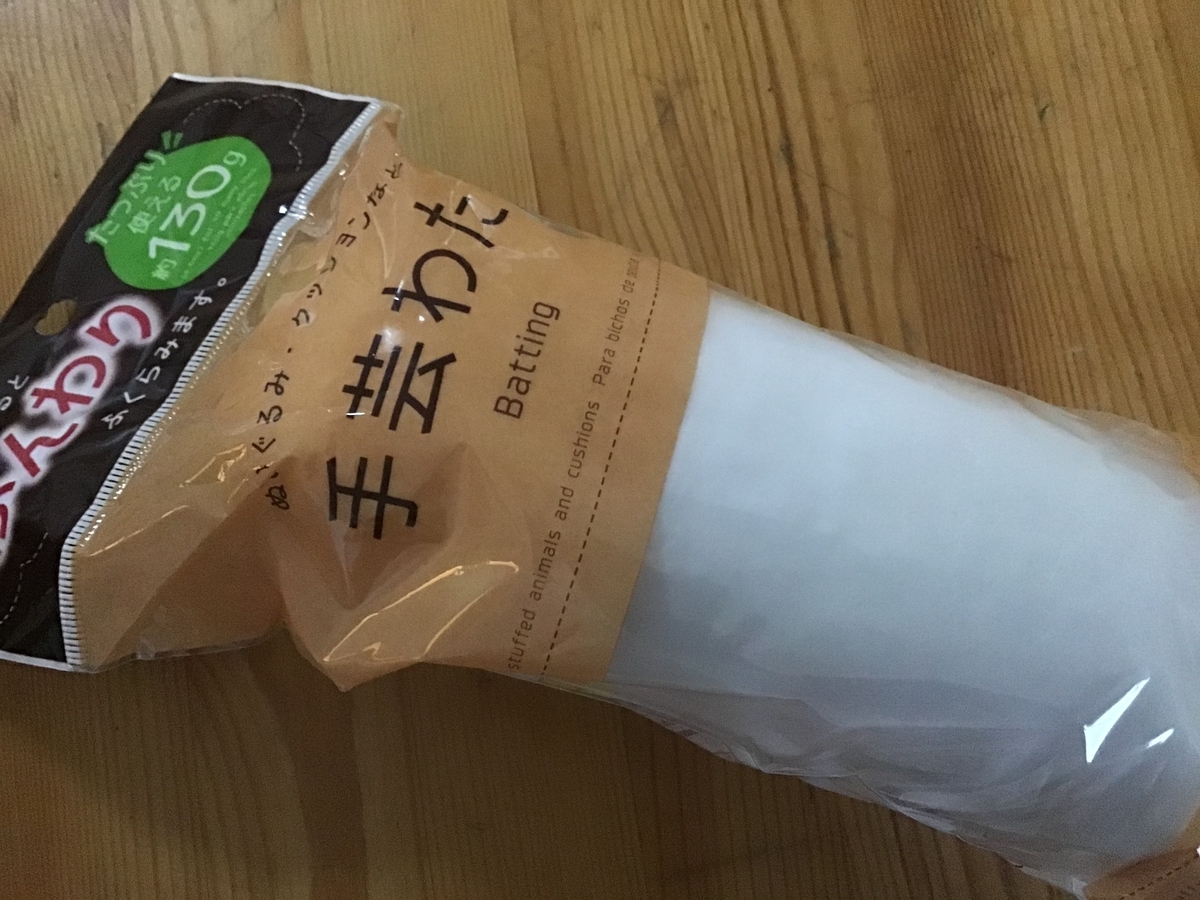 たっぷり
使える
約130g
ふんわり
ふくらみます。
ぬいぐるみ・クッションなど
手芸わた
Batting
stuffed animals and cushions Para bichos de